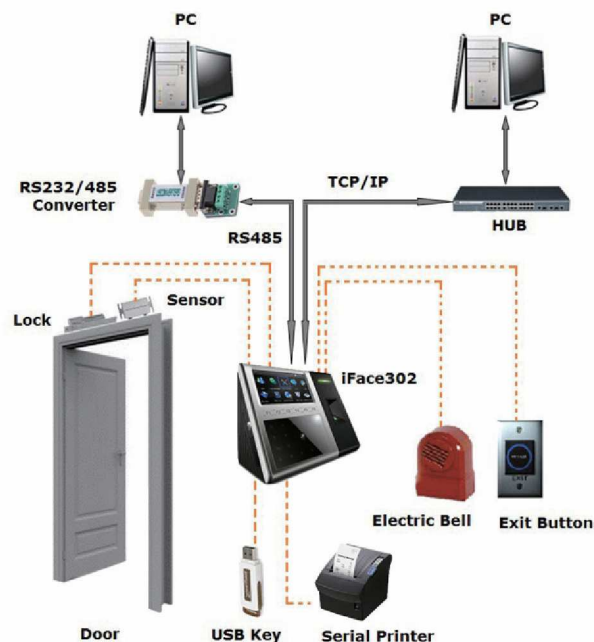 PC
PC
RS232/485
Converter
TCP/IP
HUB
RS485
Sensor
Lock
iFace302
EXIT
Electric Bell
Exit Button
Door
USB Key
Serial Printer